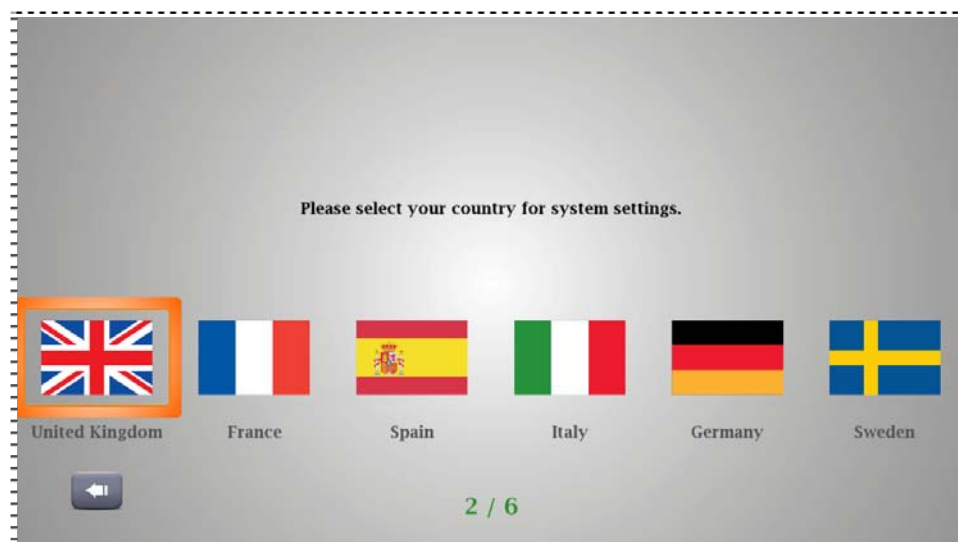 Please select your country for system settings.
United Kingdom France Spain Italy Germany Sweden
2 / 6